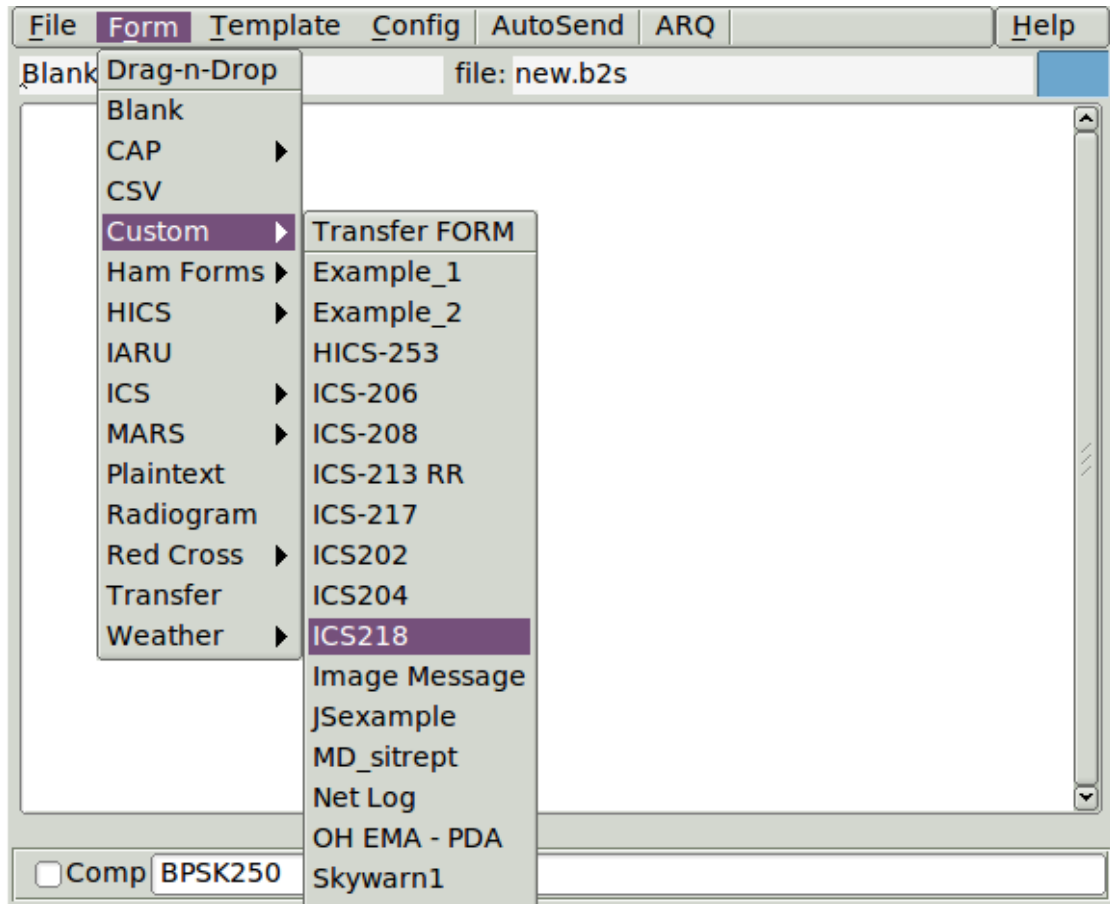 File Form Template Config AutoSend ARQ Help
Blank file: new.b2s
Drag-n-Drop
Blank
CAP
CSV
Custom
Ham Forms
HICS
IARU
ICS
MARS
Plaintext
Radiogram
Red Cross
Transfer
Weather
Transfer FORM
Example_1
Example_2
HICS-253
ICS-206
ICS-208
ICS-213 RR
ICS-217
ICS202
ICS204
ICS218
Image Message
JSexample
MD_sitrept
Net Log
OH EMA - PDA
Skywarn1
Comp BPSK250